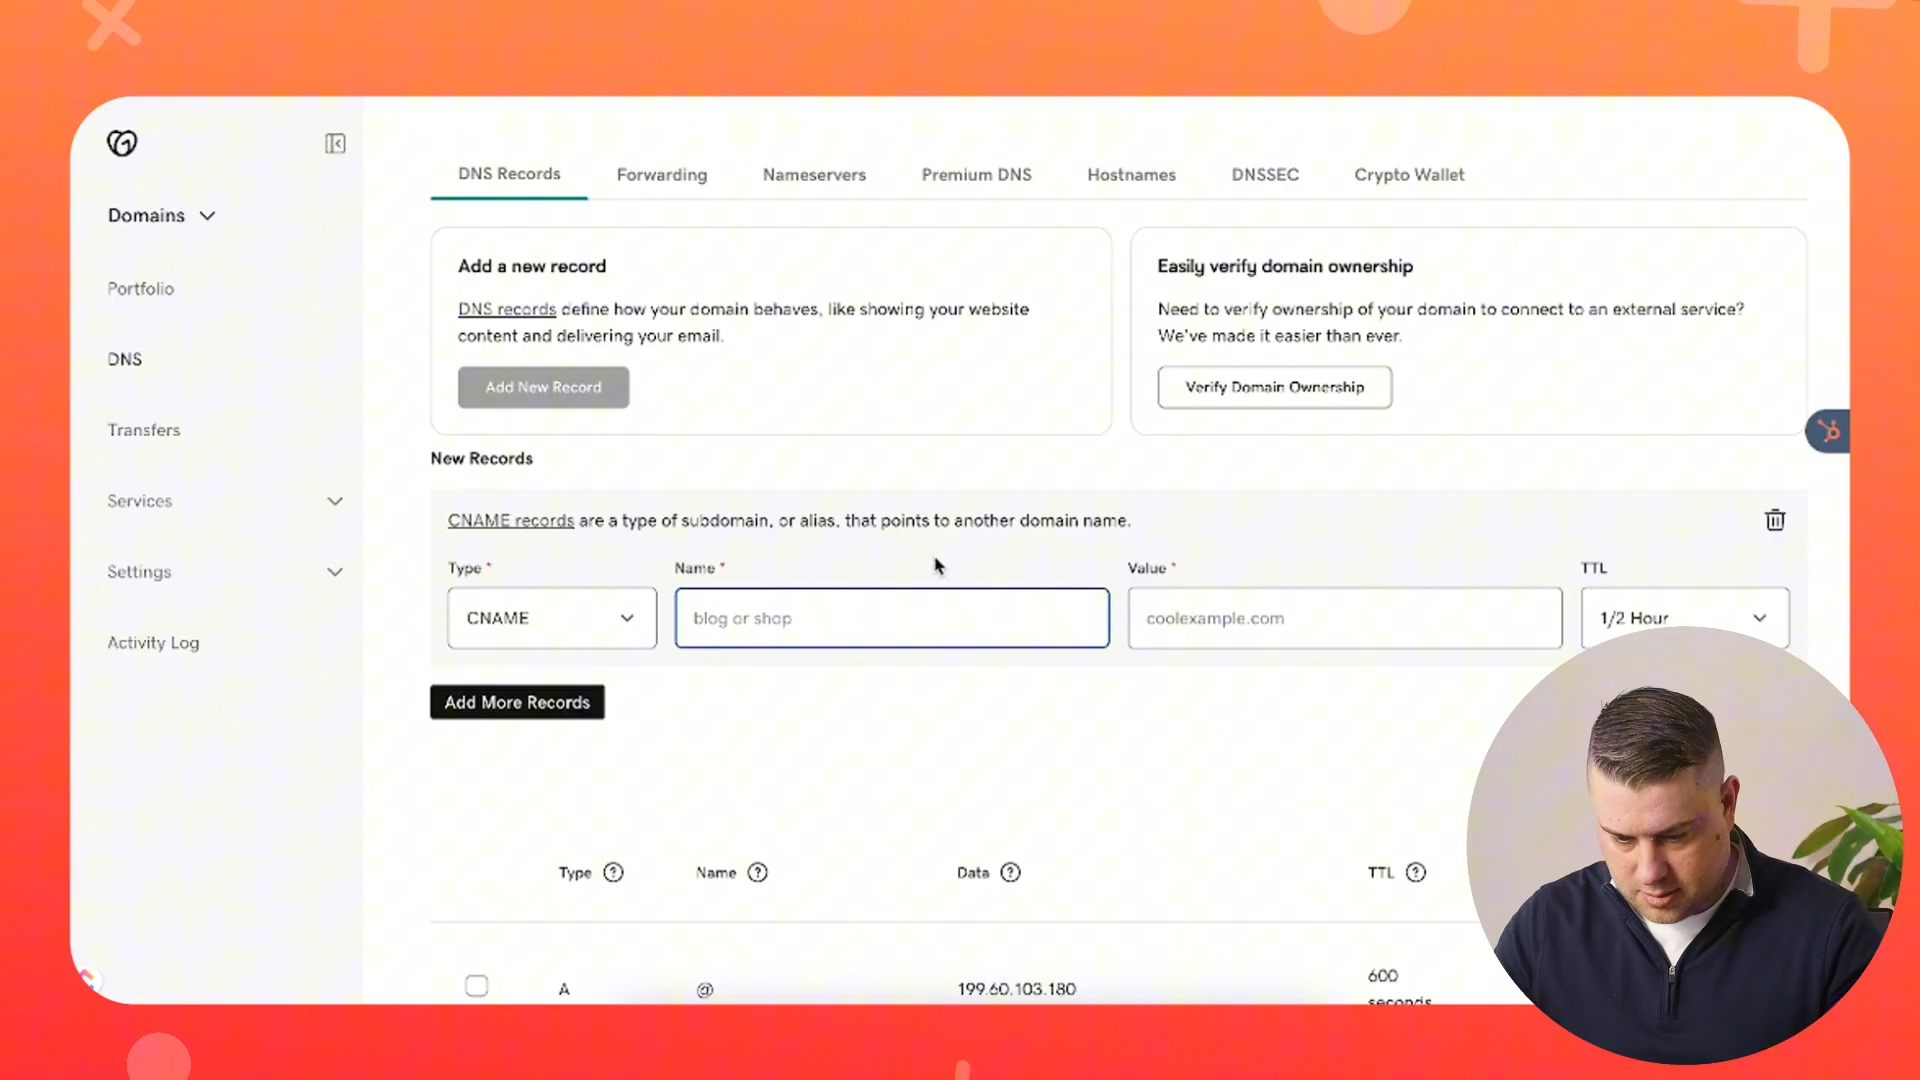 Domains
Portfolio
DNS
Transfers
Services
Settings
Activity Log
DNS Records Forwarding Nameservers Premium DNS Hostnames DNSSEC Crypto Wallet
Add a new record
DNS records define how your domain behaves, like showing your website
content and delivering your email.
Add New Record
Easily verify domain ownership
Need to verify ownership of your domain to connect to an external service?
We've made it easier than ever.
Verify Domain Ownership
New Records
CNAME records are a type of subdomain, or alias, that points to another domain name.
Type * Name * Value * TTL
CNAME blog or shop coolexample.com 1/2 Hour
Add More Records
Type ? Name ? Data ? TTL ?
A @ 199.60.103.180 600
seconds